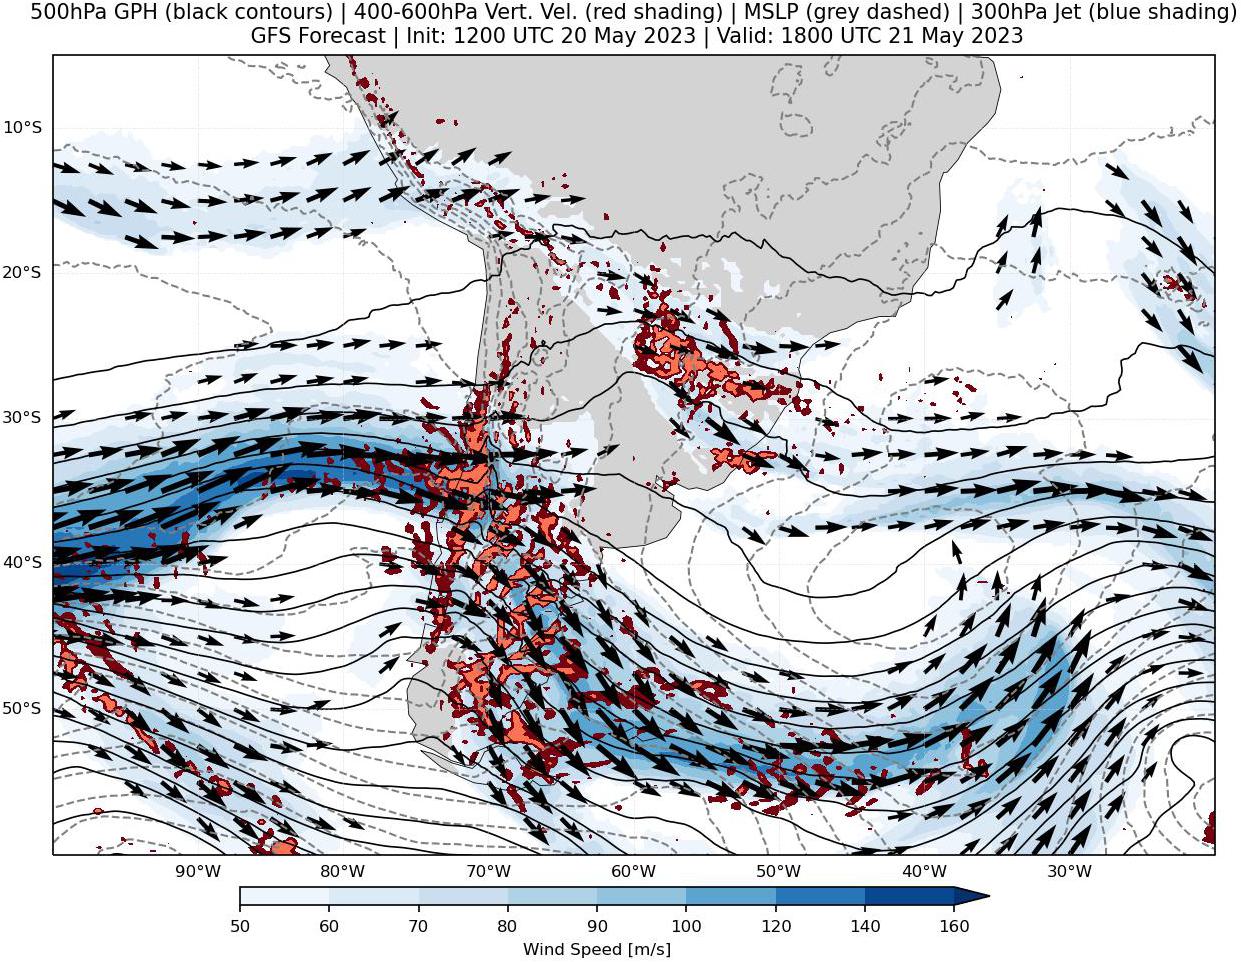 500hPa GPH (black contours) | 400-600hPa Vert. Vel. (red shading) | MSLP (grey dashed) | 300hPa Jet (blue shading)
GFS Forecast | Init: 1200 UTC 20 May 2023 | Valid: 1800 UTC 21 May 2023
10°S
20°S
30°S
40°S
50°S
90°W 80°W 70°W 60°W 50°W 40°W 30°W
50 60 70 80 90 100 120 140 160
Wind Speed [m/s]